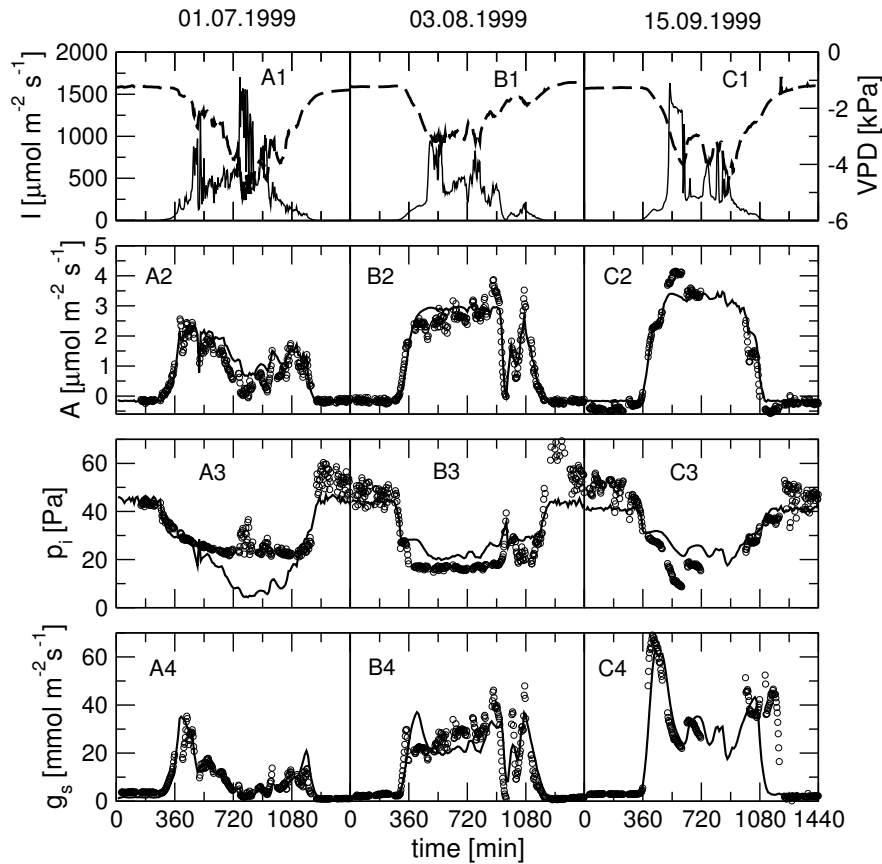 01.07.1999 03.08.1999 15.09.1999
2000 0
A1 B1 C1
1500 -2
1000
500 -4
0 -6
I [μmol m-2 s-1]
VPD [kPa]
5
A2 B2 C2
4
3
2
1
0
A [μmol m-2 s-1]
60 A3 B3 C3
40
20
0
pi [Pa]
60 A4 B4 C4
40
20
0
gs [mmol m-2s-1]
0 360 720 1080 0 360 720 1080 0 360 720 1080 1440
time [min]